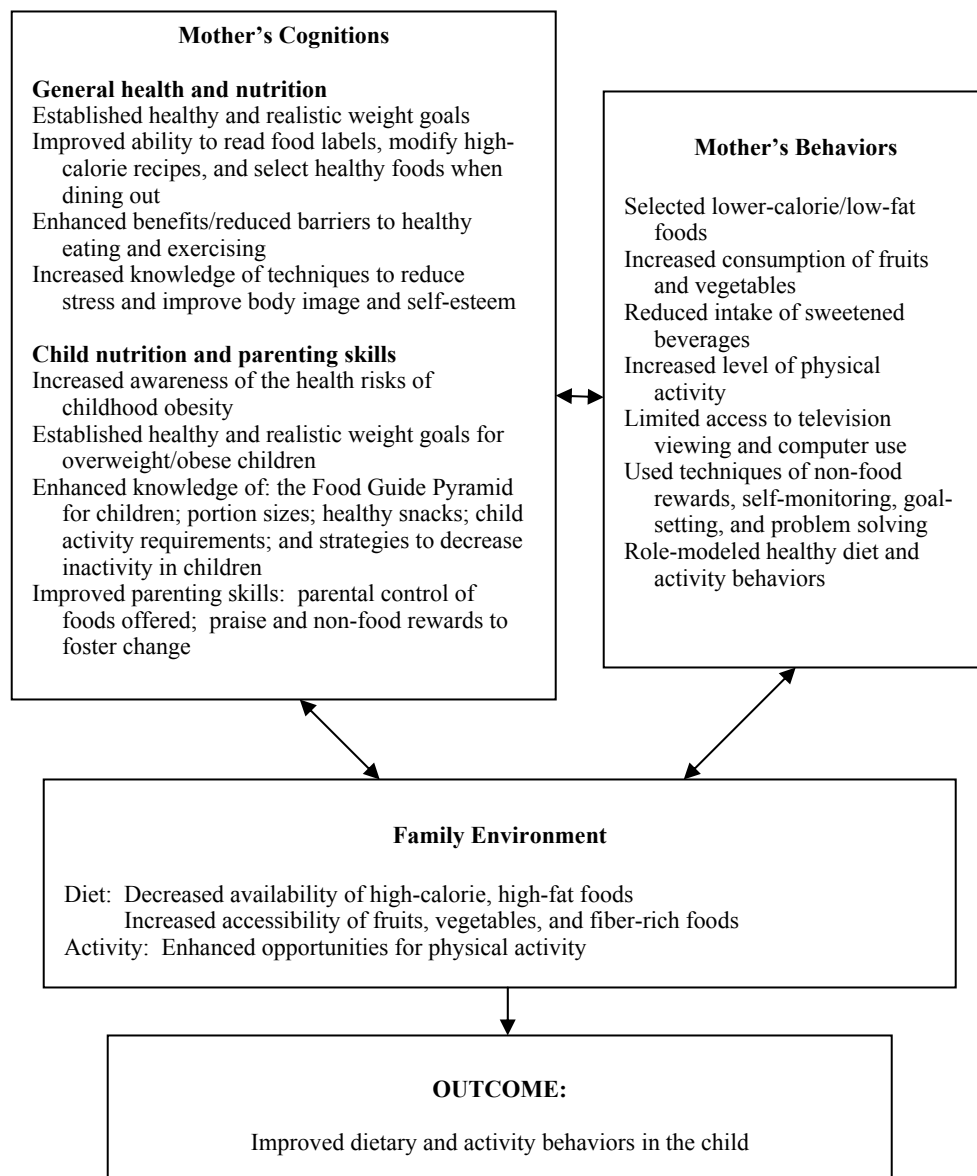 Mother’s Cognitions
General health and nutrition
Established healthy and realistic weight goals
Improved ability to read food labels, modify high-
calorie recipes, and select healthy foods when
dining out
Enhanced benefits/reduced barriers to healthy
eating and exercising
Increased knowledge of techniques to reduce
stress and improve body image and self-esteem
Child nutrition and parenting skills
Increased awareness of the health risks of
childhood obesity
Established healthy and realistic weight goals for
overweight/obese children
Enhanced knowledge of: the Food Guide Pyramid
for children; portion sizes; healthy snacks; child
activity requirements; and strategies to decrease
inactivity in children
Improved parenting skills: parental control of
foods offered; praise and non-food rewards to
foster change
Mother’s Behaviors
Selected lower-calorie/low-fat
foods
Increased consumption of fruits
and vegetables
Reduced intake of sweetened
beverages
Increased level of physical
activity
Limited access to television
viewing and computer use
Used techniques of non-food
rewards, self-monitoring, goal-
setting, and problem solving
Role-modeled healthy diet and
activity behaviors
Family Environment
Diet: Decreased availability of high-calorie, high-fat foods
Increased accessibility of fruits, vegetables, and fiber-rich foods
Activity: Enhanced opportunities for physical activity
OUTCOME:
Improved dietary and activity behaviors in the child